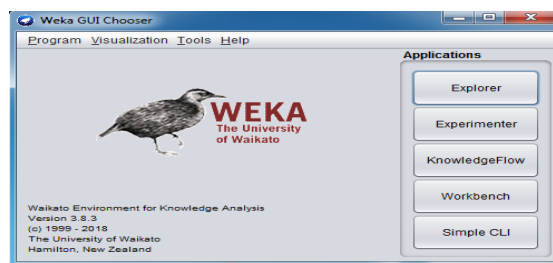 Weka GUI Chooser
Program Visualization Tools Help
Applications
Explorer
Experimenter
KnowledgeFlow
Workbench
Simple CLI
WEKA
The University
of Waikato
Waikato Environment for Knowledge Analysis
Version 3.8.3
(c) 1999 - 2018
The University of Waikato
Hamilton, New Zealand